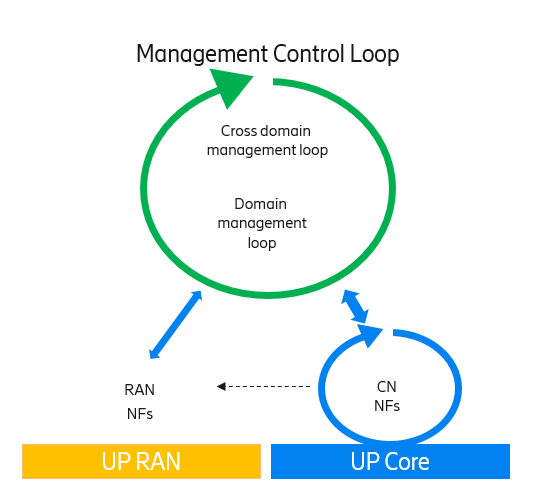 Management Control Loop
Cross domain
management loop
Domain
management
loop
RAN
NFs
CN
NFs
UP RAN
UP Core